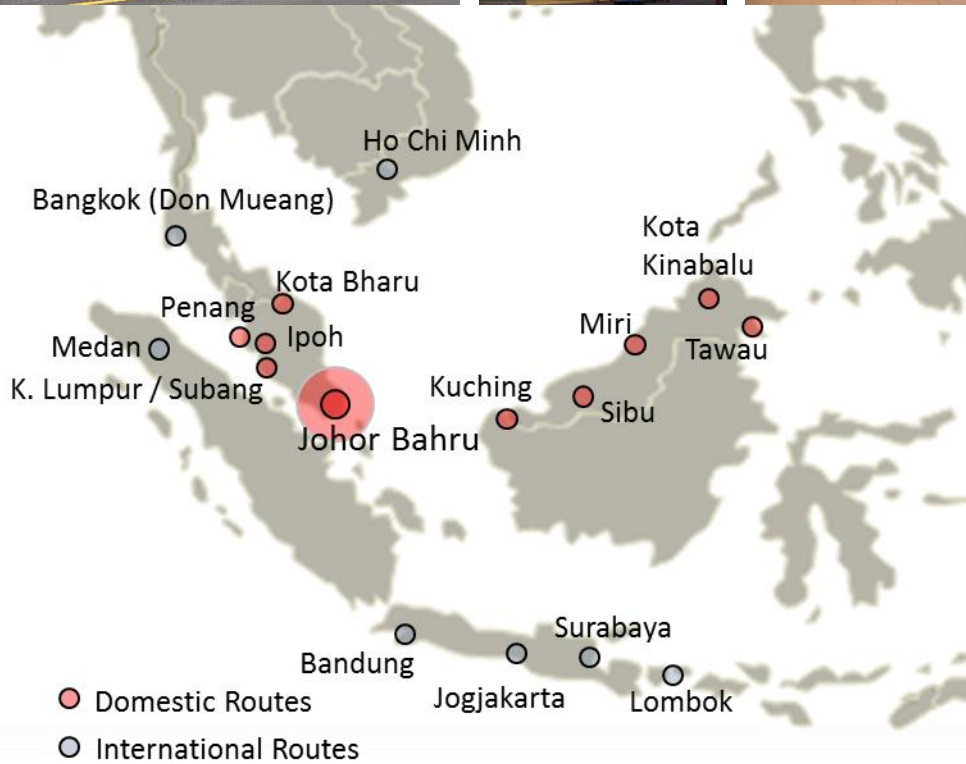 Ho Chi Minh
Bangkok (Don Mueang)
Kota
Kinabalu
Kota Bharu
Penang
Ipoh
Miri
Medan
Tawau
K. Lumpur / Subang
Kuching
Sibu
Johor Bahru
Surabaya
Bandung
Jogjakarta
Lombok
Domestic Routes
International Routes